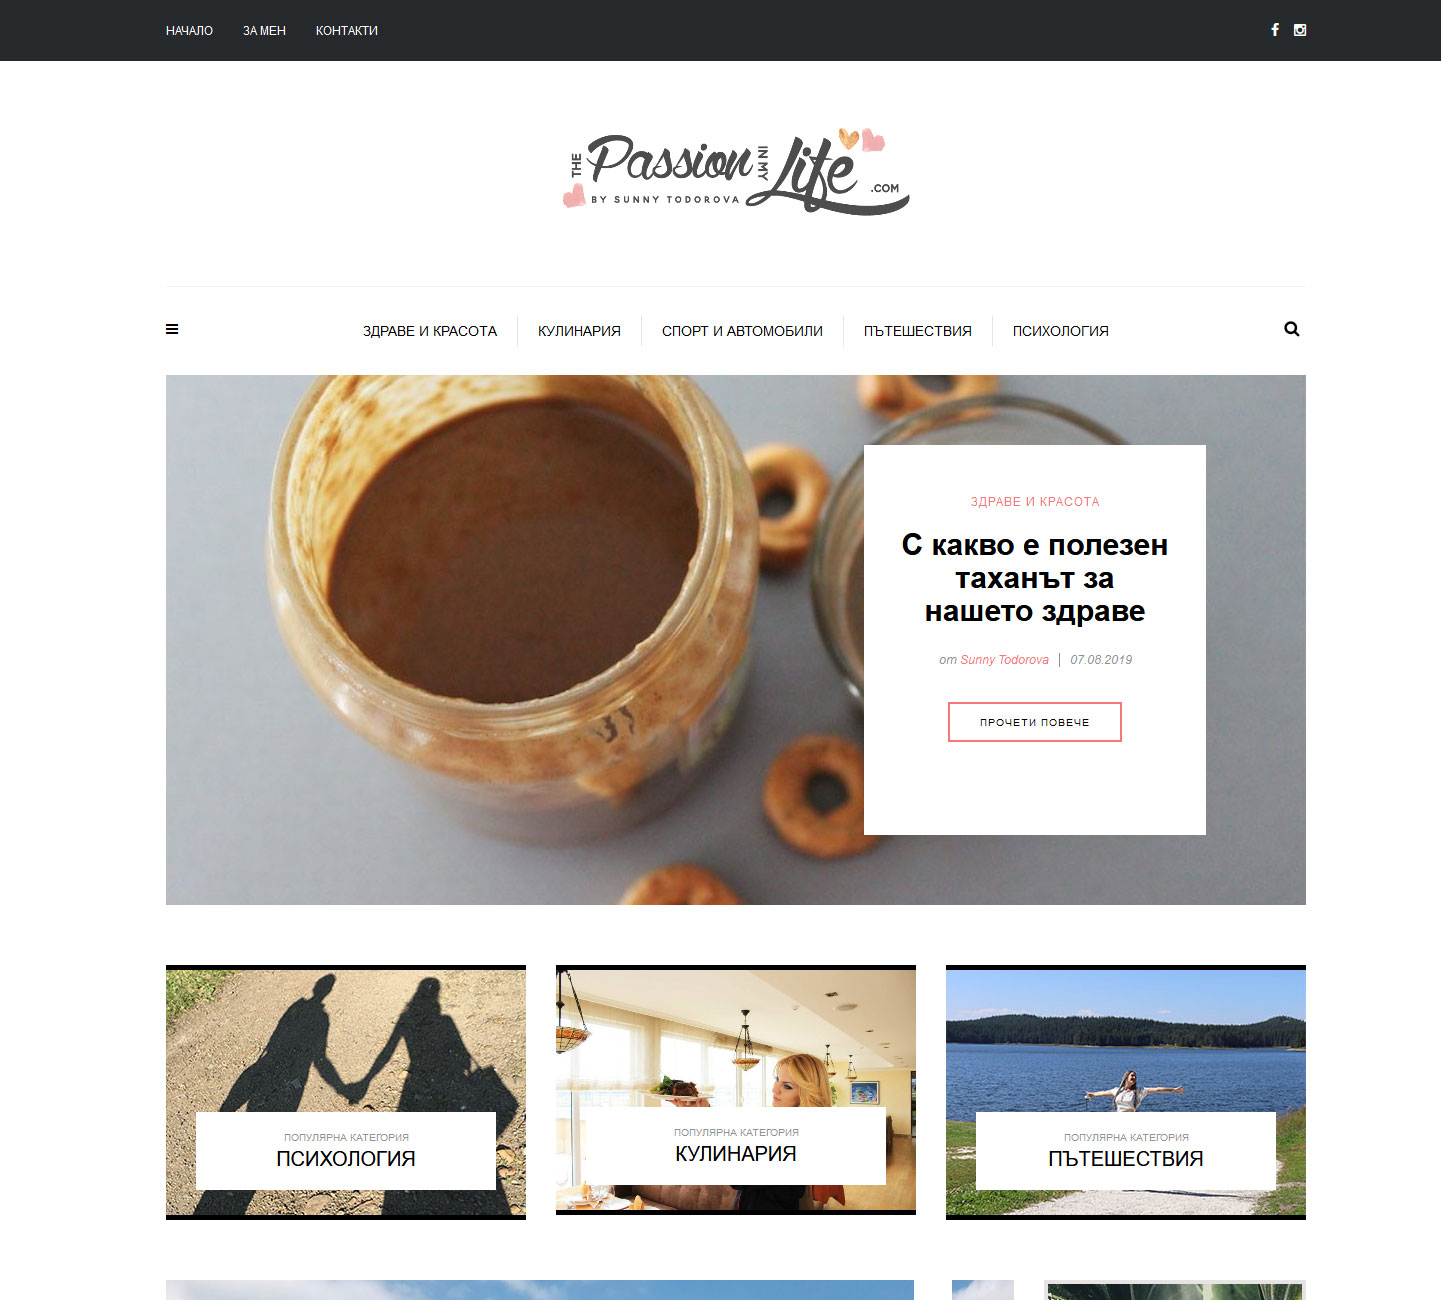 НАЧАЛО
ЗА МЕН
КОНТАКТИ
THE Passion IN MY Life .COM
BY SUNNY TODOROVA
ЗДРАВЕ И КРАСОТА
КУЛИНАРИЯ
СПОРТ И АВТОМОБИЛИ
ПЪТЕШЕСТВИЯ
ПСИХОЛОГИЯ
ЗДРАВЕ И КРАСОТА
С какво е полезен
таханът за
нашето здраве
от Sunny Todorova | 07.08.2019
ПРОЧЕТИ ПОВЕЧЕ
ПОПУЛЯРНА КАТЕГОРИЯ
ПСИХОЛОГИЯ
ПОПУЛЯРНА КАТЕГОРИЯ
КУЛИНАРИЯ
ПОПУЛЯРНА КАТЕГОРИЯ
ПЪТЕШЕСТВИЯ